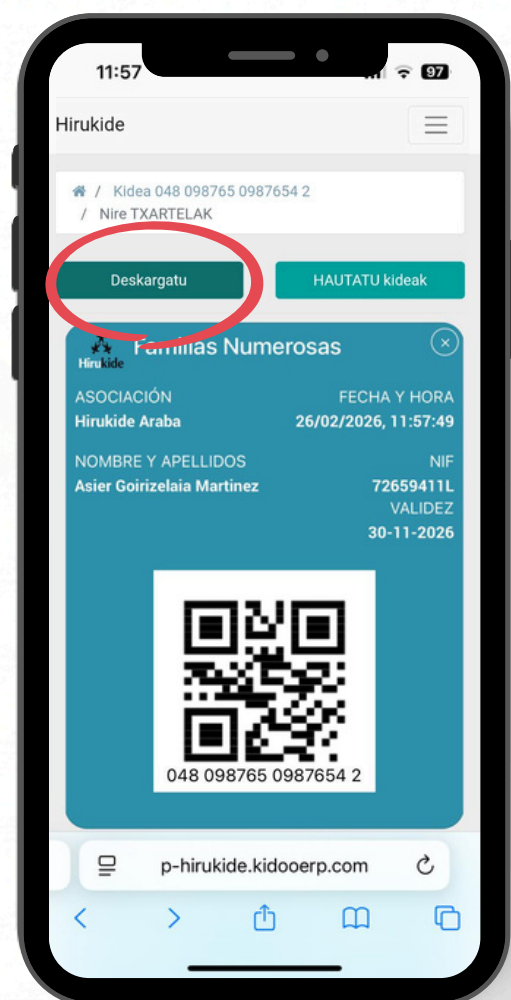 11:57
97
Hirukide
/ Kidea 048 098765 0987654 2
/ Nire TXARTELAK
Deskargatu
HAUTATU kideak
Hirukide
Familias Numerosas
ASOCIACIÓN
FECHA Y HORA
Hirukide Araba
26/02/2026, 11:57:49
NOMBRE Y APELLIDOS
NIF
Asier Goirizelaia Martinez
72659411L
VALIDEZ
30-11-2026
048 098765 0987654 2
p-hirukide.kidooerp.com